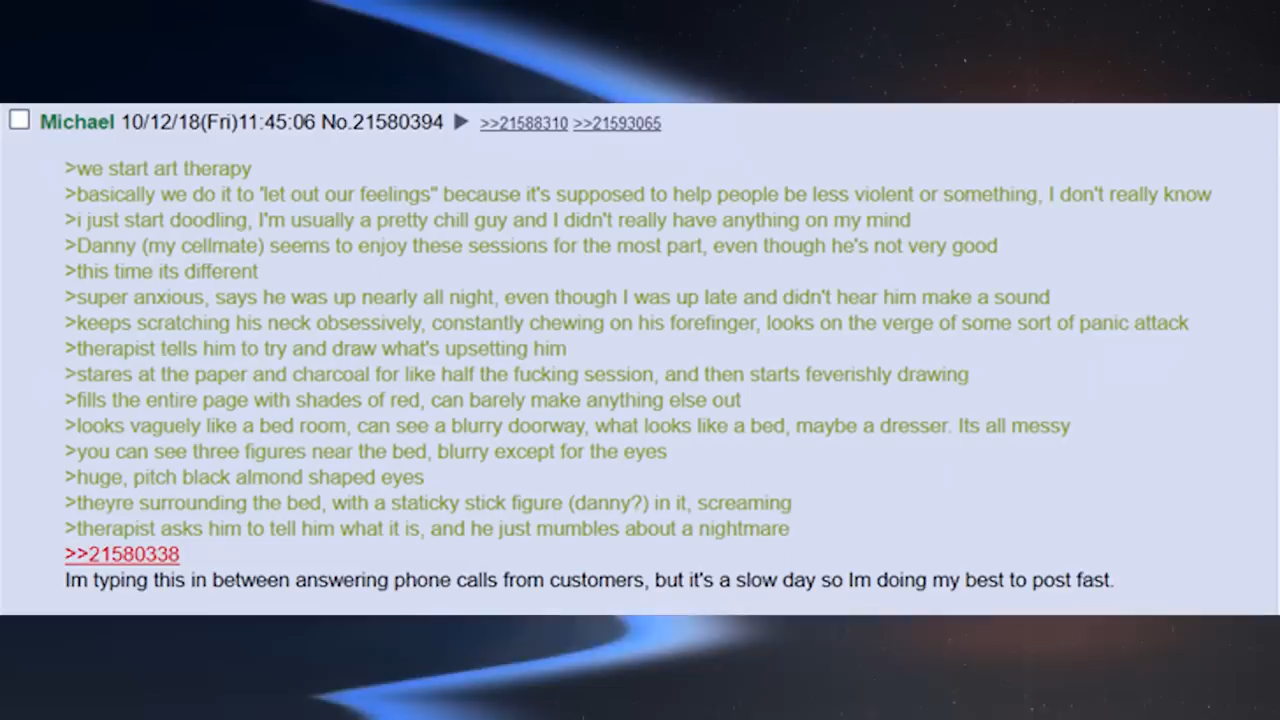 Michael 10/12/18(Fri)11:45:06 No.21580394 ▶ >>21588310 >>21593065
>we start art therapy
>basically we do it to 'let out our feelings" because it's supposed to help people be less violent or something, I don't really know
>i just start doodling, I'm usually a pretty chill guy and I didn't really have anything on my mind
>Danny (my cellmate) seems to enjoy these sessions for the most part, even though he's not very good
>this time its different
>super anxious, says he was up nearly all night, even though I was up late and didn't hear him make a sound
>keeps scratching his neck obsessively, constantly chewing on his forefinger, looks on the verge of some sort of panic attack
>therapist tells him to try and draw what's upsetting him
>stares at the paper and charcoal for like half the fucking session, and then starts feverishly drawing
>fills the entire page with shades of red, can barely make anything else out
>looks vaguely like a bed room, can see a blurry doorway, what looks like a bed, maybe a dresser. Its all messy
>you can see three figures near the bed, blurry except for the eyes
>huge, pitch black almond shaped eyes
>theyre surrounding the bed, with a staticky stick figure (danny?) in it, screaming
>therapist asks him to tell him what it is, and he just mumbles about a nightmare
>>21580338
Im typing this in between answering phone calls from customers, but it's a slow day so Im doing my best to post fast.